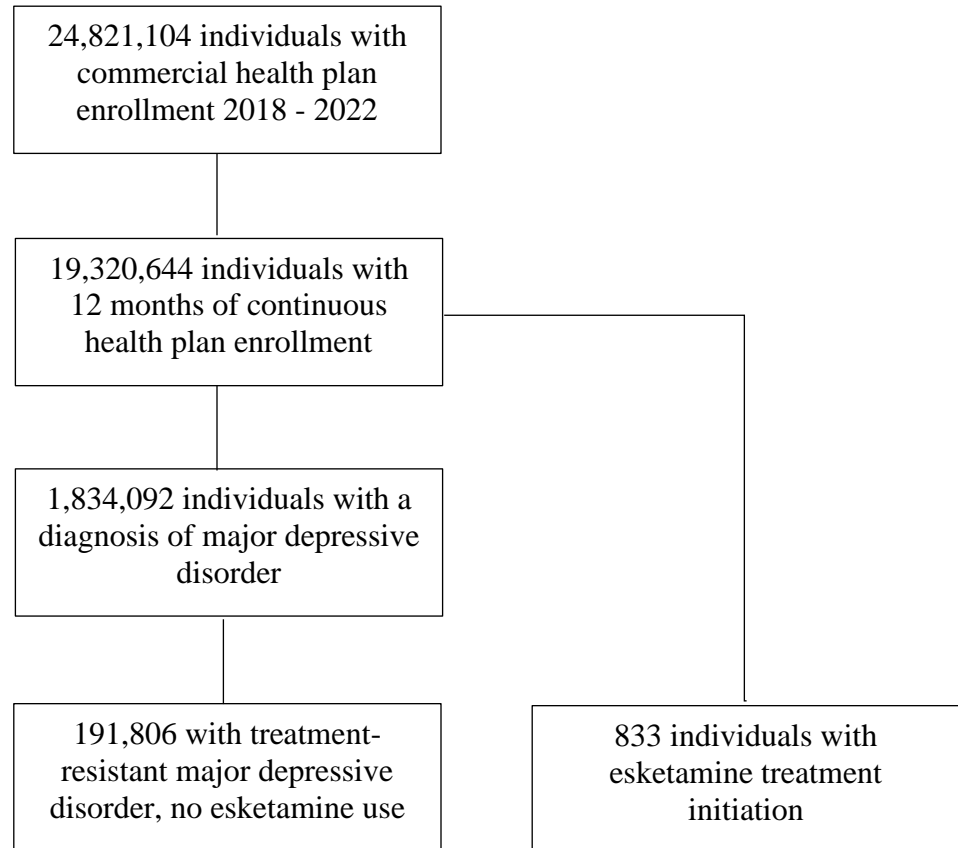 24,821,104 individuals with
commercial health plan
enrollment 2018 - 2022
19,320,644 individuals with
12 months of continuous
health plan enrollment
1,834,092 individuals with a
diagnosis of major depressive
disorder
191,806 with treatment-
resistant major depressive
disorder, no esketamine use
833 individuals with
esketamine treatment
initiation